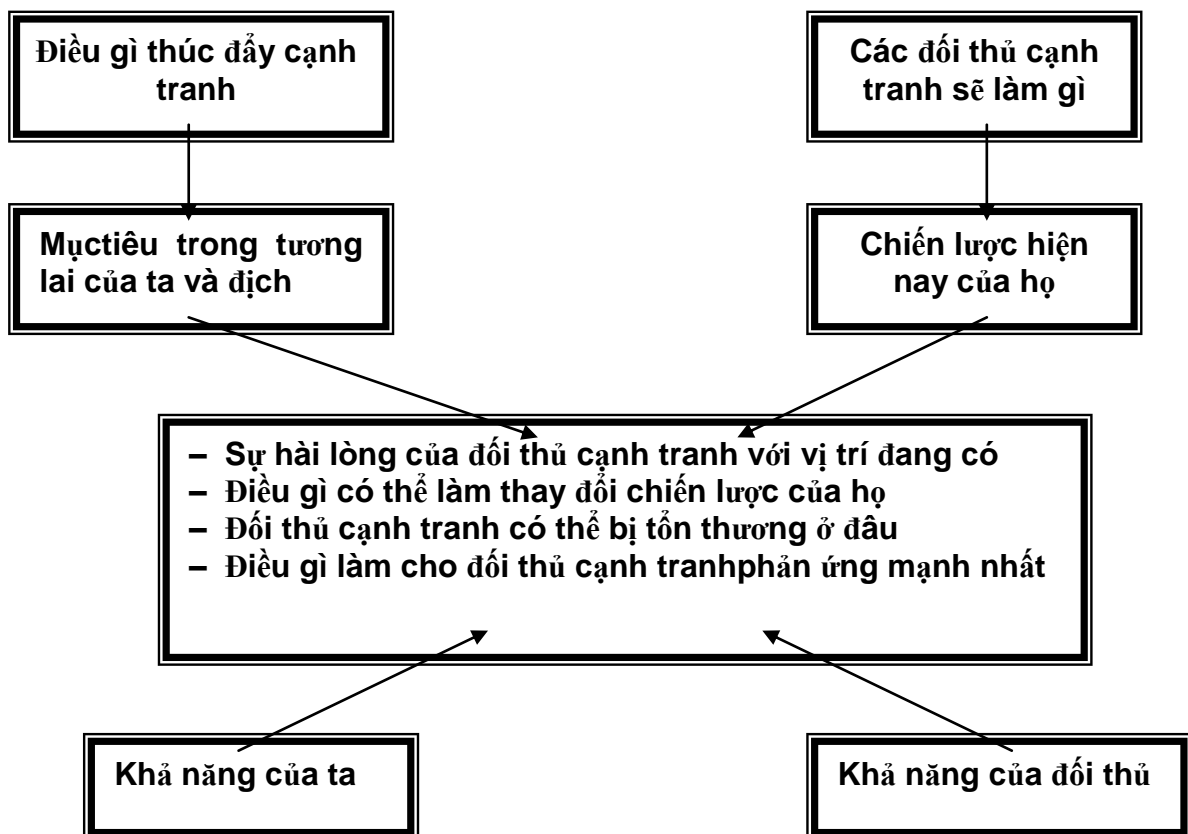 Điều gì thúc đẩy cạnh
tranh
Các đối thủ cạnh
tranh sẽ làm gì
Mụctiêu trong tương
lai của ta và địch
Chiến lược hiện
nay của họ
– Sự hài lòng của đối thủ cạnh tranh với vị trí đang có
– Điều gì có thể làm thay đổi chiến lược của họ
– Đối thủ cạnh tranh có thể bị tổn thương ở đâu
– Điều gì làm cho đối thủ cạnh tranhphản ứng mạnh nhất
Khả năng của ta
Khả năng của đối thủ